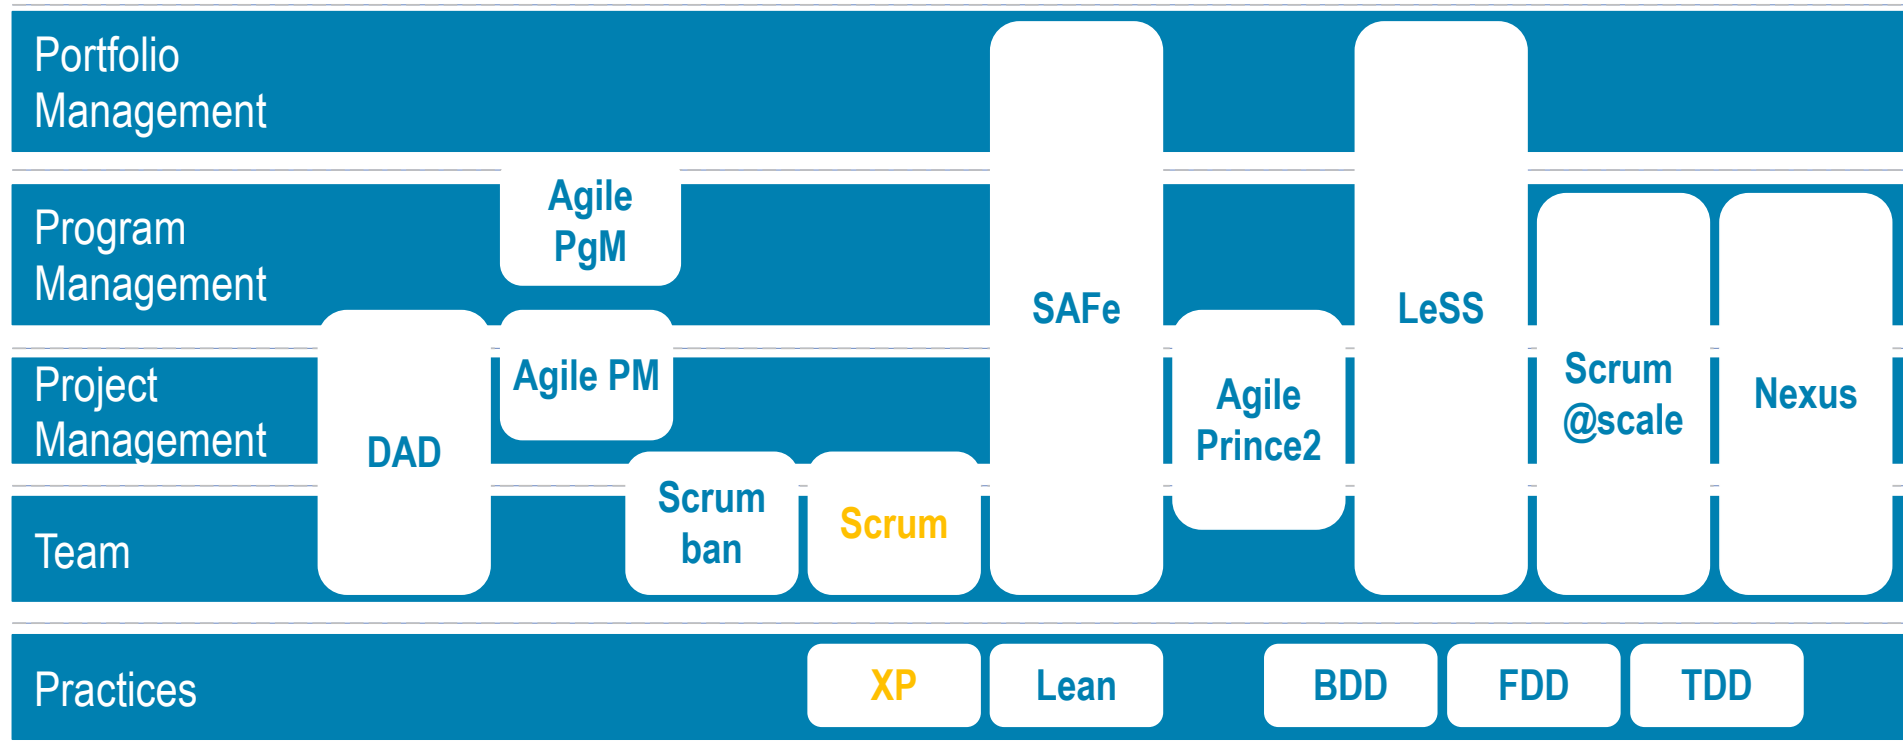 Portfolio
Management
Agile
PgM
Program
Management
SAFe
LeSS
Agile PM
Scrum
@scale
Nexus
Project
Management
DAD
Agile
Prince2
Scrum
ban
Scrum
Team
Practices
XP
Lean
BDD
FDD
TDD